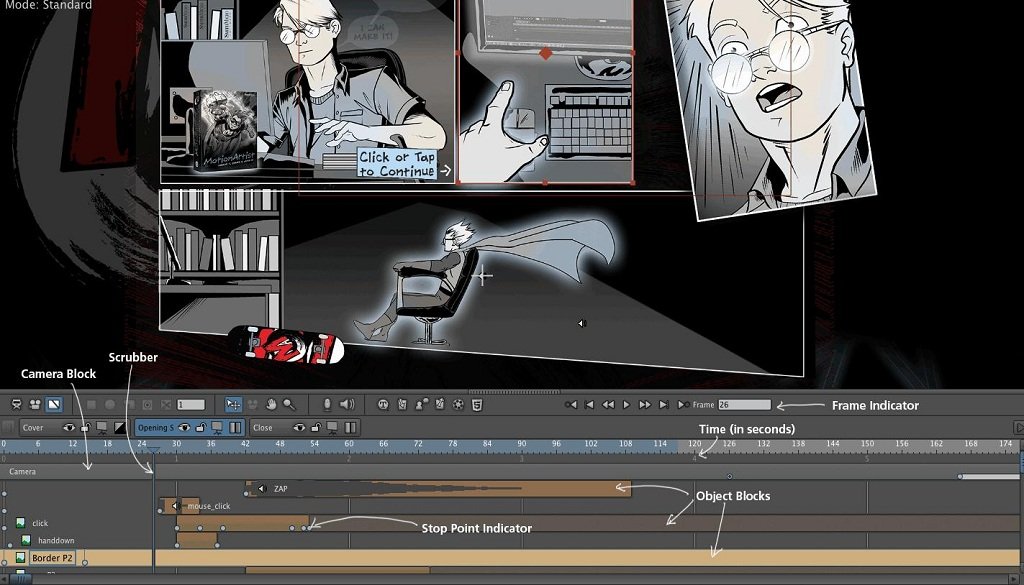 Mode: Standard
I CAN
MAKE IT!
MotionArtist
Click or Tap
to Continue
Scrubber
Camera Block
1
Frame 26
Frame Indicator
Cover
Opening S
Close
Time (in seconds)
0 6 12 18 24 30 36 42 48 54 60 66 72 78 84 90 96 102 108 114 120 126 132 138 144 150 156 162 168 174
1 2 3 4 5
Camera
ZAP
Object Blocks
mouse_click
click
Stop Point Indicator
handdown
Border P2